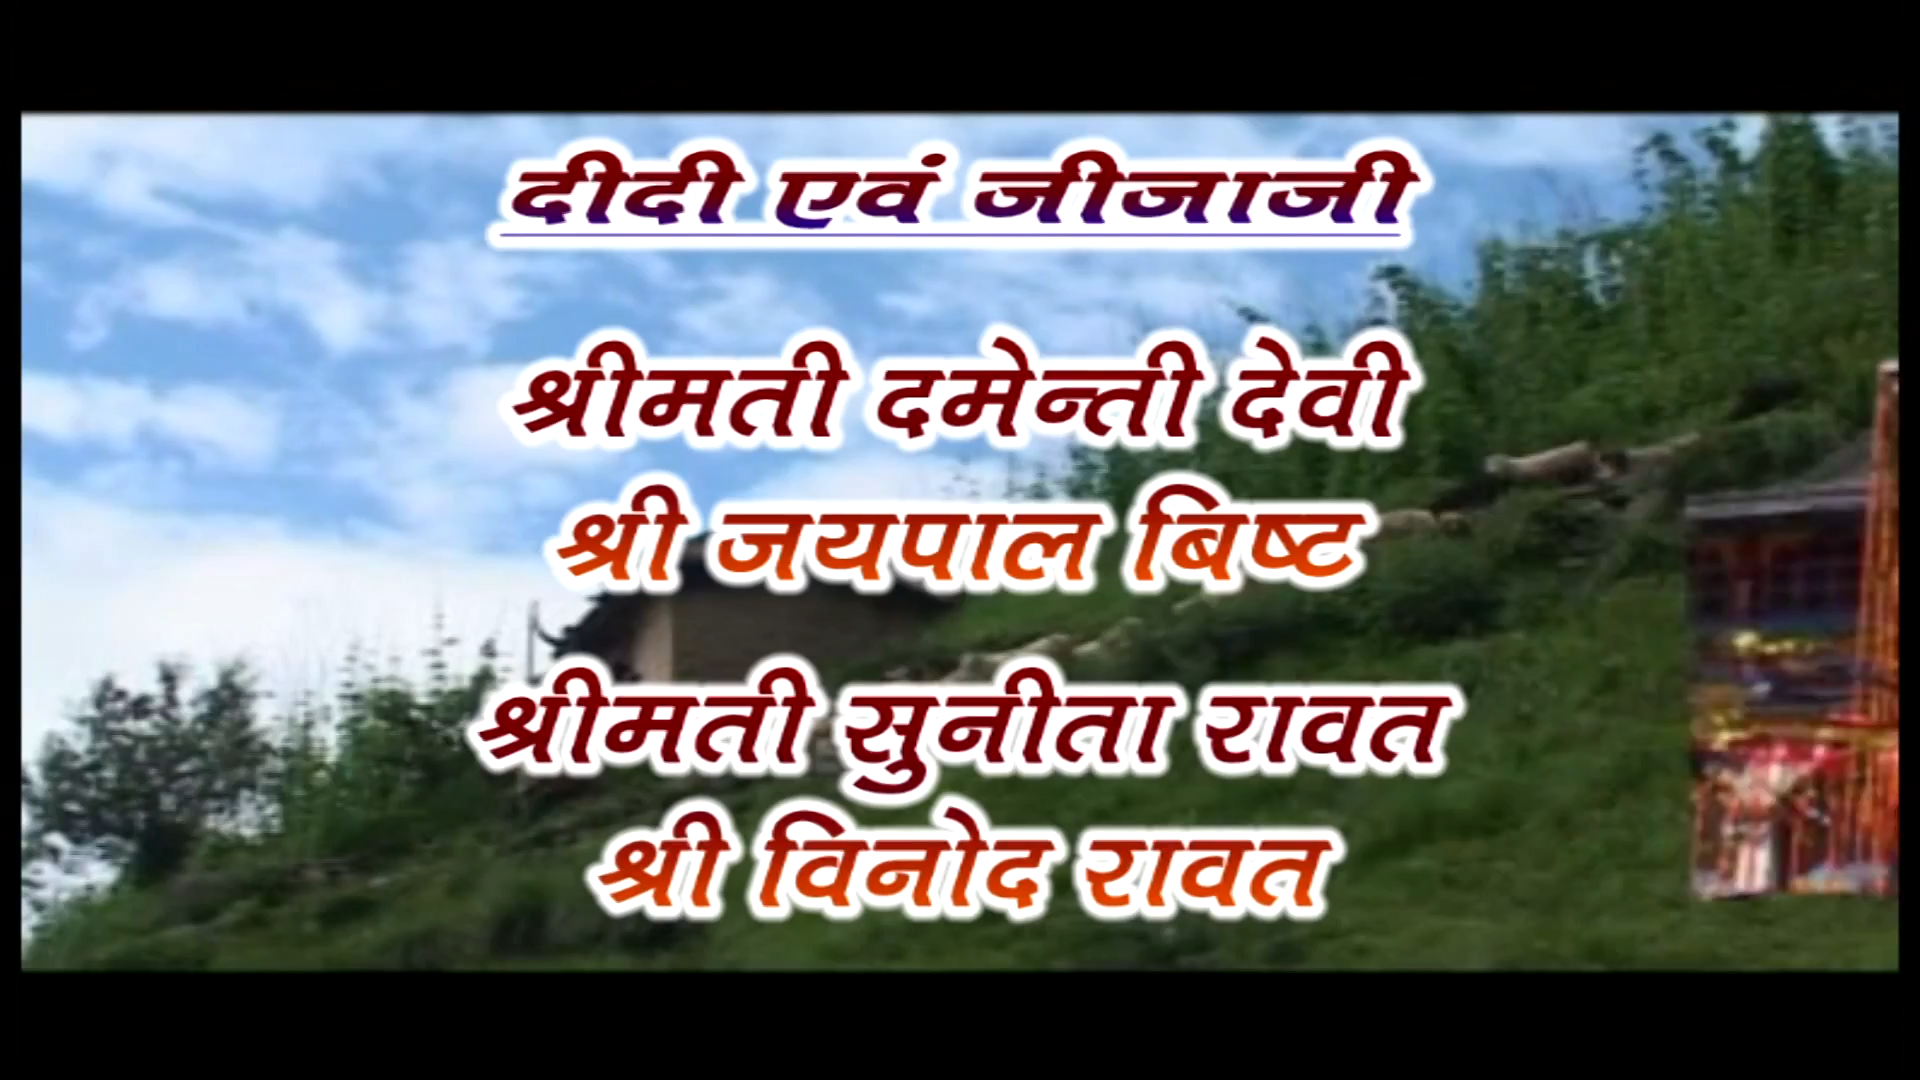 दीदी एवं जीजाजी
श्रीमती दमेन्ती देवी
श्री जयपाल बिष्ट
श्रीमती सुनीता रावत
श्री विनोद रावत